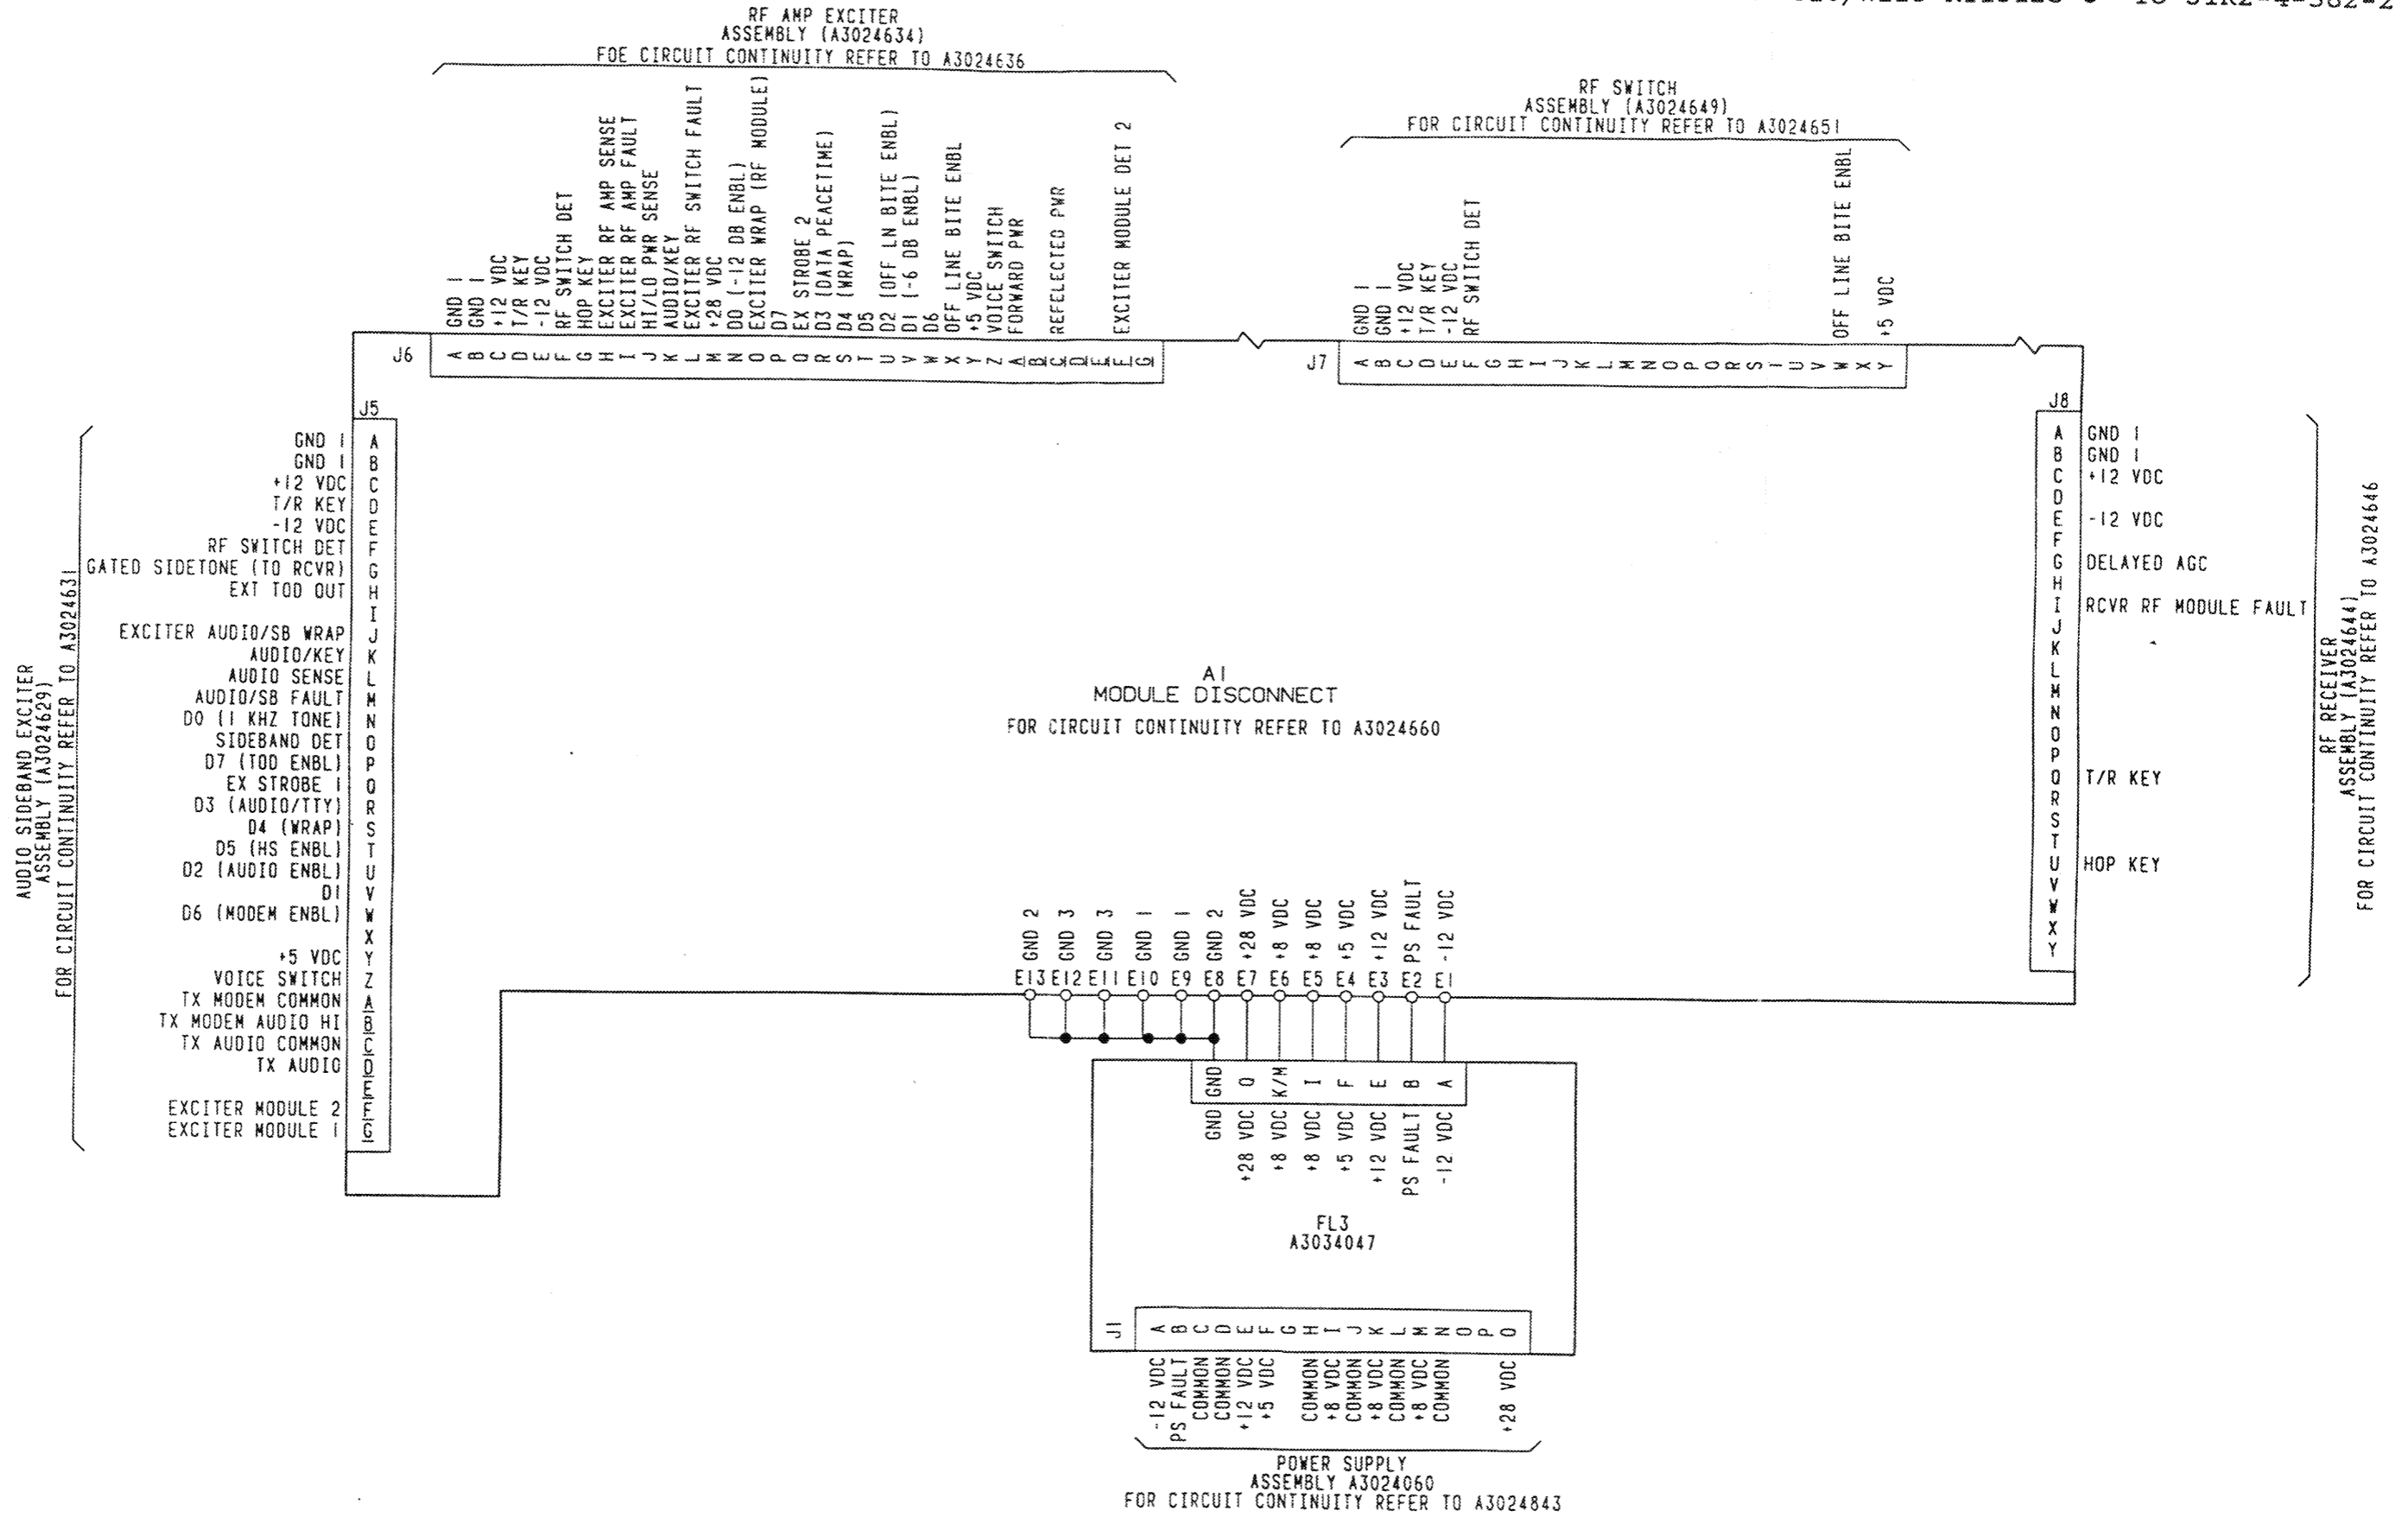 TO 31R2-4-382-2
RF AMP EXCITER
ASSEMBLY (A3024634)
FOE CIRCUIT CONTINUITY REFER TO A3024636
GND 1
GND 1
+12 VDC
T/R KEY
-12 VDC
RF SWITCH DET
HOP KEY
EXCITER RF AMP SENSE
EXCITER RF AMP FAULT
HI/LO PWR SENSE
AUDIO/KEY
EXCITER RF SWITCH FAULT
+28 VDC
D0 (-12 DB ENBL)
EXCITER WRAP (RF MODULE)
D7
EX STROBE 2
D3 (DATA PEACETIME)
D4 (WRAP)
D5
D2 (OFF LN BITE ENBL)
D1 (-6 DB ENBL)
D6
OFF LINE BITE ENBL
+5 VDC
VOICE SWITCH
FORWARD PWR
REFELECTED PWR
EXCITER MODULE DET 2
J6
A B C D E F G H I J K L M N O P Q R S T U V W X Y Z A B C D E F G
RF SWITCH
ASSEMBLY (A3024649)
FOR CIRCUIT CONTINUITY REFER TO A3024651
GND 1
GND 1
+12 VDC
T/R KEY
-12 VDC
RF SWITCH DET
OFF LINE BITE ENBL
+5 VDC
J7
A B C D E F G H I J K L M N O P Q R S T U V W X Y
AUDIO SIDEBAND EXCITER
ASSEMBLY (A3024629)
FOR CIRCUIT CONTINUITY REFER TO A3024631
J5
GND 1 A
GND 1 B
+12 VDC C
T/R KEY D
-12 VDC E
RF SWITCH DET F
GATED SIDETONE (TO RCVR) G
EXT TOD OUT H
I
EXCITER AUDIO/SB WRAP J
AUDIO/KEY K
AUDIO SENSE L
AUDIO/SB FAULT M
D0 (1 KHZ TONE) N
SIDEBAND DET O
D7 (TOD ENBL) P
EX STROBE 1 Q
D3 (AUDIO/TTY) R
D4 (WRAP) S
D5 (HS ENBL) T
D2 (AUDIO ENBL) U
D1 V
D6 (MODEM ENBL) W
X
+5 VDC Y
VOICE SWITCH Z
TX MODEM COMMON A
TX MODEM AUDIO HI B
TX AUDIO COMMON C
TX AUDIO D
E
EXCITER MODULE 2 F
EXCITER MODULE 1 G
A1
MODULE DISCONNECT
FOR CIRCUIT CONTINUITY REFER TO A3024660
J8
A GND 1
B GND 1
C +12 VDC
D
E -12 VDC
F
G DELAYED AGC
H
I RCVR RF MODULE FAULT
J
K
L
M
N
O
P
Q T/R KEY
R
S
T
U HOP KEY
V
W
X
Y
RF RECEIVER
ASSEMBLY (A3024644)
FOR CIRCUIT CONTINUITY REFER TO A3024646
GND 2
GND 3
GND 3
GND 1
GND 1
GND 2
+28 VDC
+8 VDC
+8 VDC
+5 VDC
+12 VDC
PS FAULT
-12 VDC
E13 E12 E11 E10 E9 E8 E7 E6 E5 E4 E3 E2 E1
GND Q K/M I F E B A
GND
+28 VDC
+8 VDC
+8 VDC
+5 VDC
+12 VDC
PS FAULT
-12 VDC
FL3
A3034047
J1
A B C D E F G H I J K L M N O P Q
-12 VDC
PS FAULT
COMMON
COMMON
+12 VDC
+5 VDC
COMMON
+8 VDC
COMMON
+8 VDC
COMMON
+8 VDC
COMMON
+28 VDC
POWER SUPPLY
ASSEMBLY A3024060
FOR CIRCUIT CONTINUITY REFER TO A3024843